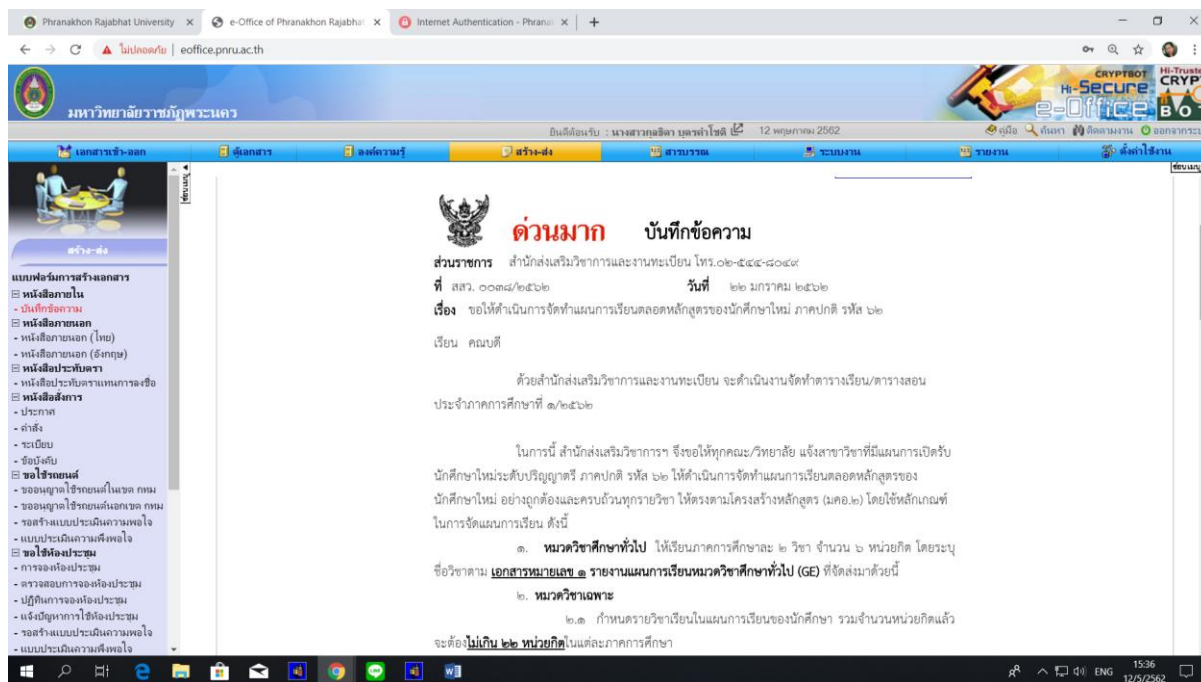 Phranakhon Rajabhat University
e-Office of Phranakhon Rajabhat
Internet Authentication - Phranak
ไม่ปลอดภัย | eoffice.pnru.ac.th
มหาวิทยาลัยราชภัฏพระนคร
CRYPTBOT
Hi-Secure
e-Office
Hi-Truste
CRYP
BO
ยินดีต้อนรับ :
12 พฤษภาคม 2562
คู่มือ ค้นหา ติดตามงาน ออกจากระ
เอกสารเข้า-ออก ตู้เอกสาร องค์ความรู้ สร้าง-ส่ง สารบรรณ ระบบงาน รายงาน ตั้งค่าใช้งาน
ซ่อนเมนู
ซ่อนเมนู
สร้าง-ส่ง
แบบฟอร์มการสร้างเอกสาร
หนังสือภายใน
- บันทึกข้อความ
หนังสือภายนอก
- หนังสือภายนอก (ไทย)
- หนังสือภายนอก (อังกฤษ)
หนังสือประทับตรา
- หนังสือประทับตราแทนการลงชื่อ
หนังสือสั่งการ
- ประกาศ
- คำสั่ง
- ระเบียบ
- ข้อบังคับ
ขอใช้รถยนต์
- ขออนุญาตใช้รถยนต์ในเขต กทม
- ขออนุญาตใช้รถยนต์นอกเขต กทม
- รอสร้างแบบประเมินความพอใจ
- แบบประเมินความพึงพอใจ
ขอใช้ห้องประชุม
- การจองห้องประชุม
- ตรวจสอบการจองห้องประชุม
- ปฏิทินการจองห้องประชุม
- แจ้งปัญหาการใช้ห้องประชุม
- รอสร้างแบบประเมินความพอใจ
- แบบประเมินความพึงพอใจ
ด่วนมาก บันทึกข้อความ
ส่วนราชการ สำนักส่งเสริมวิชาการและงานทะเบียน โทร.๐๒-๕๔๔-๘๐๔๙
ที่ สสว. ๐๐๓๘/๒๕๖๒ วันที่ ๒๒ มกราคม ๒๕๖๒
เรื่อง ขอให้ดำเนินการจัดทำแผนการเรียนตลอดหลักสูตรของนักศึกษาใหม่ ภาคปกติ รหัส ๖๒
เรียน คณบดี
ด้วยสำนักส่งเสริมวิชาการและงานทะเบียน จะดำเนินงานจัดทำตารางเรียน/ตารางสอน
ประจำภาคการศึกษาที่ ๑/๒๕๖๒
ในการนี้ สำนักส่งเสริมวิชาการฯ จึงขอให้ทุกคณะ/วิทยาลัย แจ้งสาขาวิชาที่มีแผนการเปิดรับ
นักศึกษาใหม่ระดับปริญญาตรี ภาคปกติ รหัส ๖๒ ให้ดำเนินการจัดทำแผนการเรียนตลอดหลักสูตรของ
นักศึกษาใหม่ อย่างถูกต้องและครบถ้วนทุกรายวิชา ให้ตรงตามโครงสร้างหลักสูตร (มคอ.๒) โดยใช้หลักเกณฑ์
ในการจัดแผนการเรียน ดังนี้
๑. หมวดวิชาศึกษาทั่วไป ให้เรียนภาคการศึกษาละ ๒ วิชา จำนวน ๖ หน่วยกิต โดยระบุ
ชื่อวิชาตาม เอกสารหมายเลข ๑ รายงานแผนการเรียนหมวดวิชาศึกษาทั่วไป (GE) ที่จัดส่งมาด้วยนี้
๒. หมวดวิชาเฉพาะ
๒.๑ กำหนดรายวิชาเรียนในแผนการเรียนของนักศึกษา รวมจำนวนหน่วยกิตแล้ว
จะต้องไม่เกิน ๒๒ หน่วยกิตในแต่ละภาคการศึกษา
ENG
15:36
12/5/2562